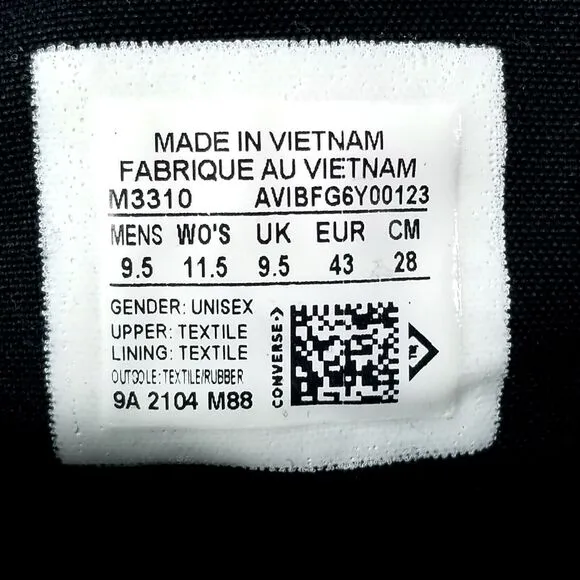 MADE IN VIETNAM
FABRIQUE AU VIETNAM
M3310 AVIBFG6Y00123
MENS WO'S UK EUR CM
9.5 11.5 9.5 43 28
GENDER: UNISEX
UPPER: TEXTILE
LINING: TEXTILE
OUTSOLE: TEXTILE/RUBBER
9A 2104 M88
CONVERSE